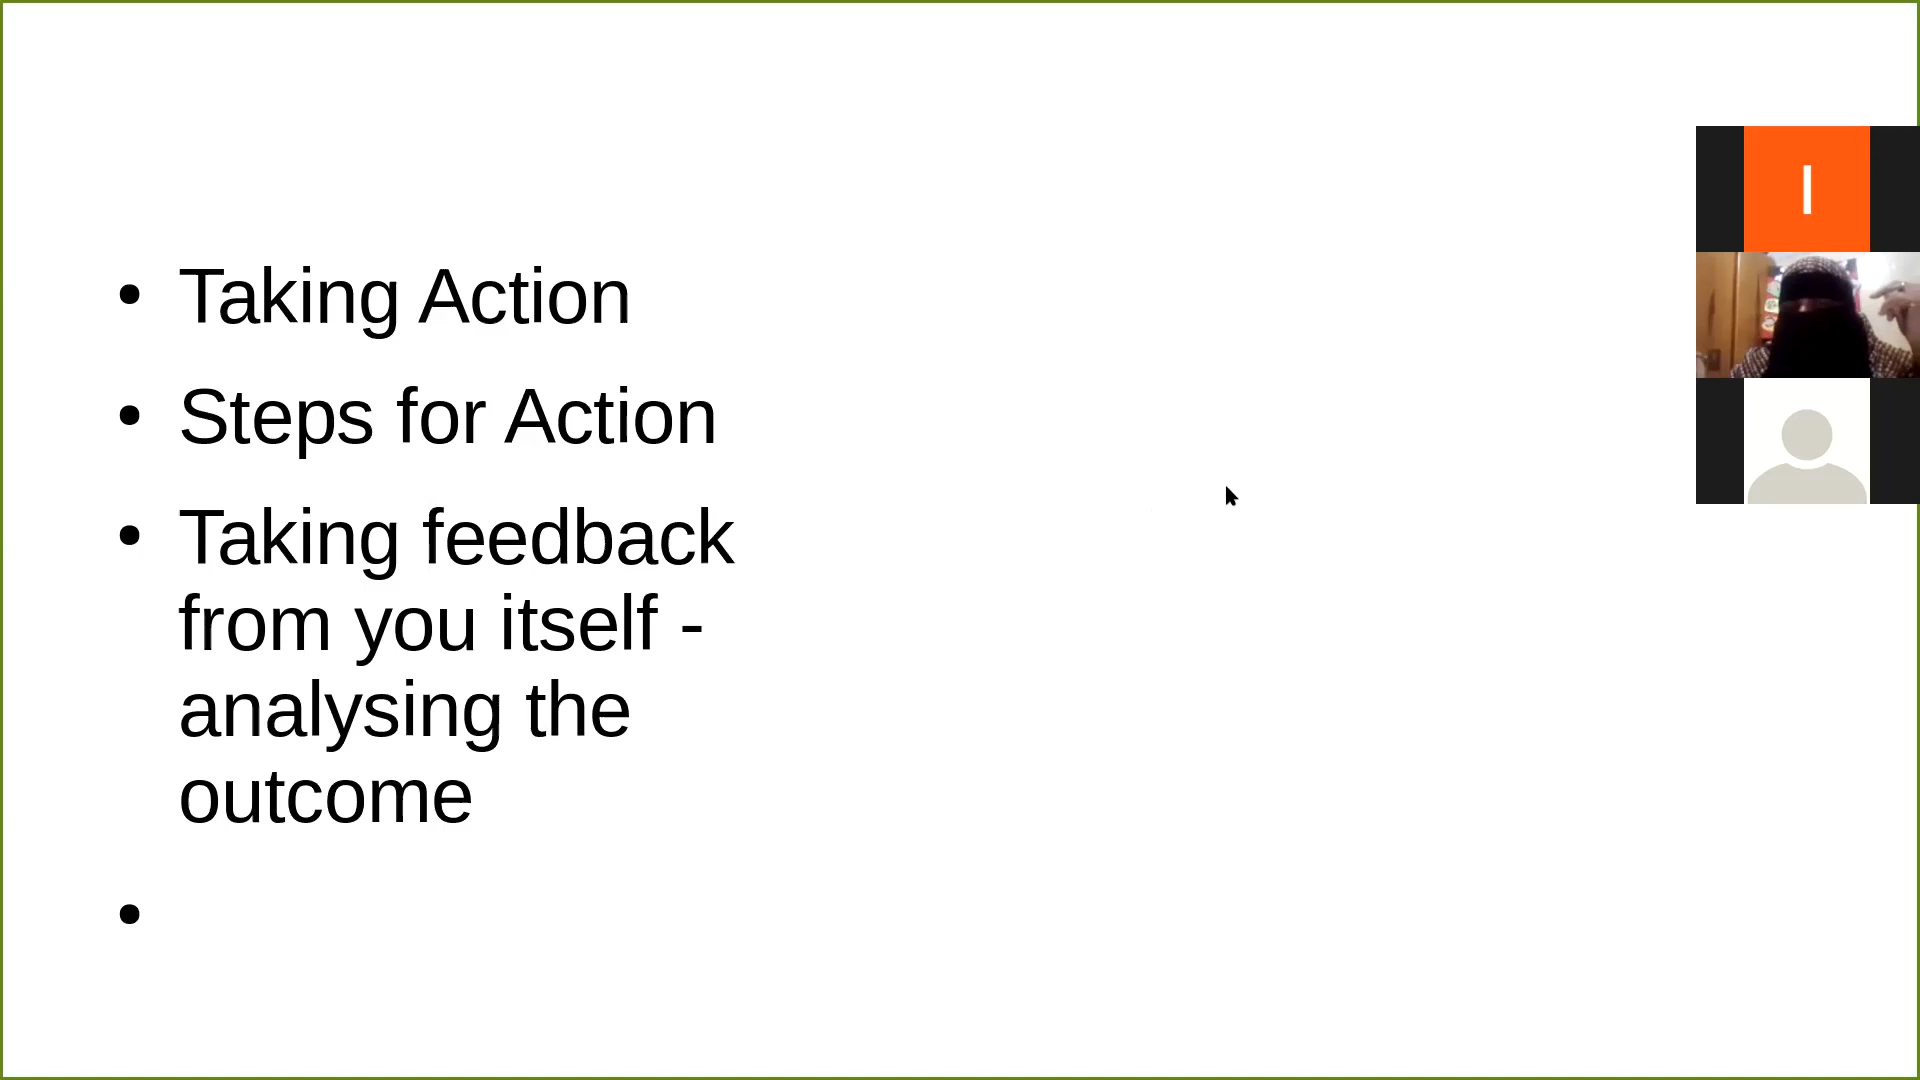 • Taking Action
• Steps for Action
• Taking feedback
from you itself -
analysing the
outcome
•
I